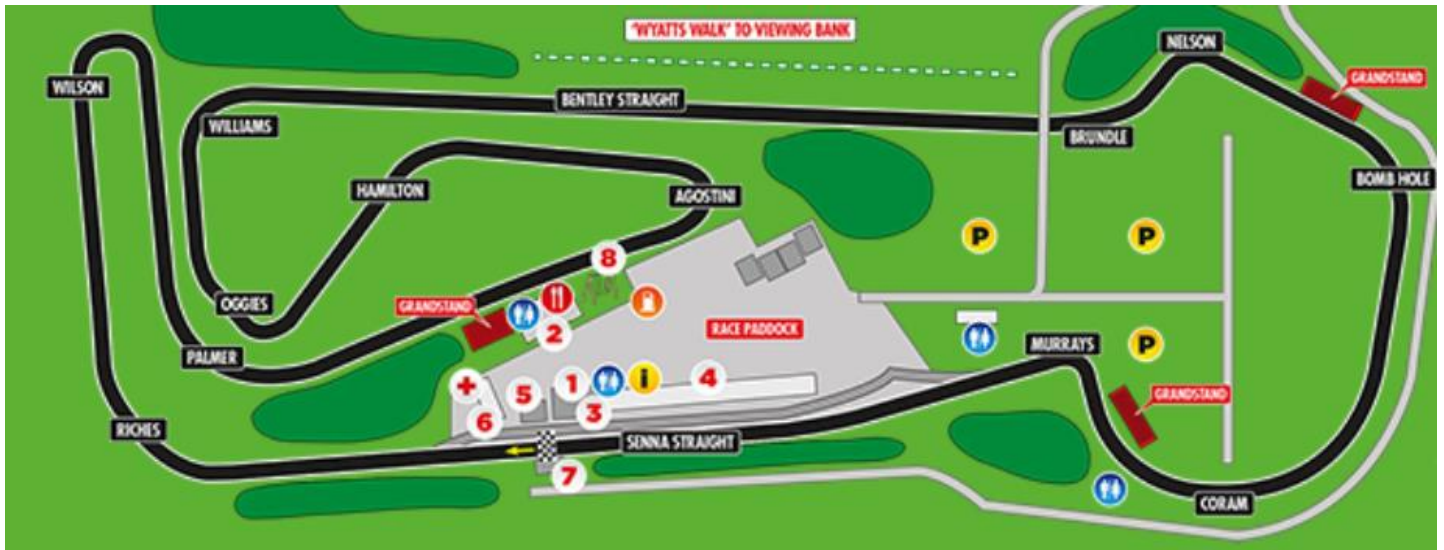 "WYATTS WALK" TO VIEWING BANK
NELSON
GRANDSTAND
WILSON
BENTLEY STRAIGHT
WILLIAMS
BRUNDLE
HAMILTON
AGOSTINI
BOMB HOLE
P
P
8
OGGIES
GRANDSTAND
2
RACE PADDOCK
PALMER
MURRAYS
P
5
1
i
4
GRANDSTAND
6
3
RICHES
SENNA STRAIGHT
7
CORAM